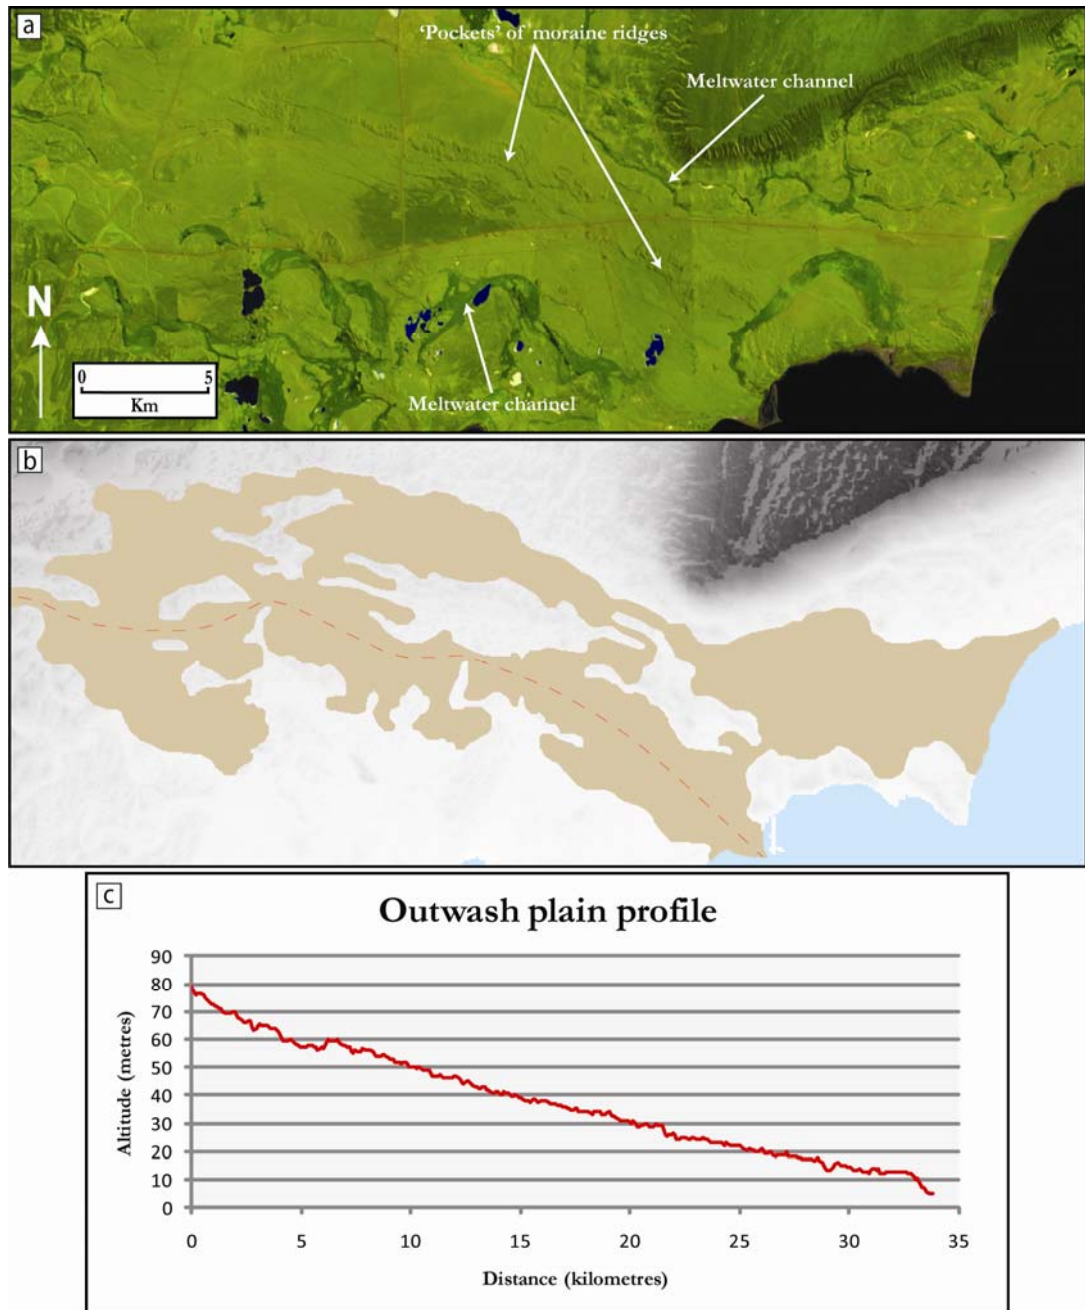 a
'Pockets' of moraine ridges
Meltwater channel
N
0 5
Km
Meltwater channel
b
c
Outwash plain profile
90
80
70
60
50
40
30
20
10
0
Altitude (metres)
0 5 10 15 20 25 30 35
Distance (kilometres)